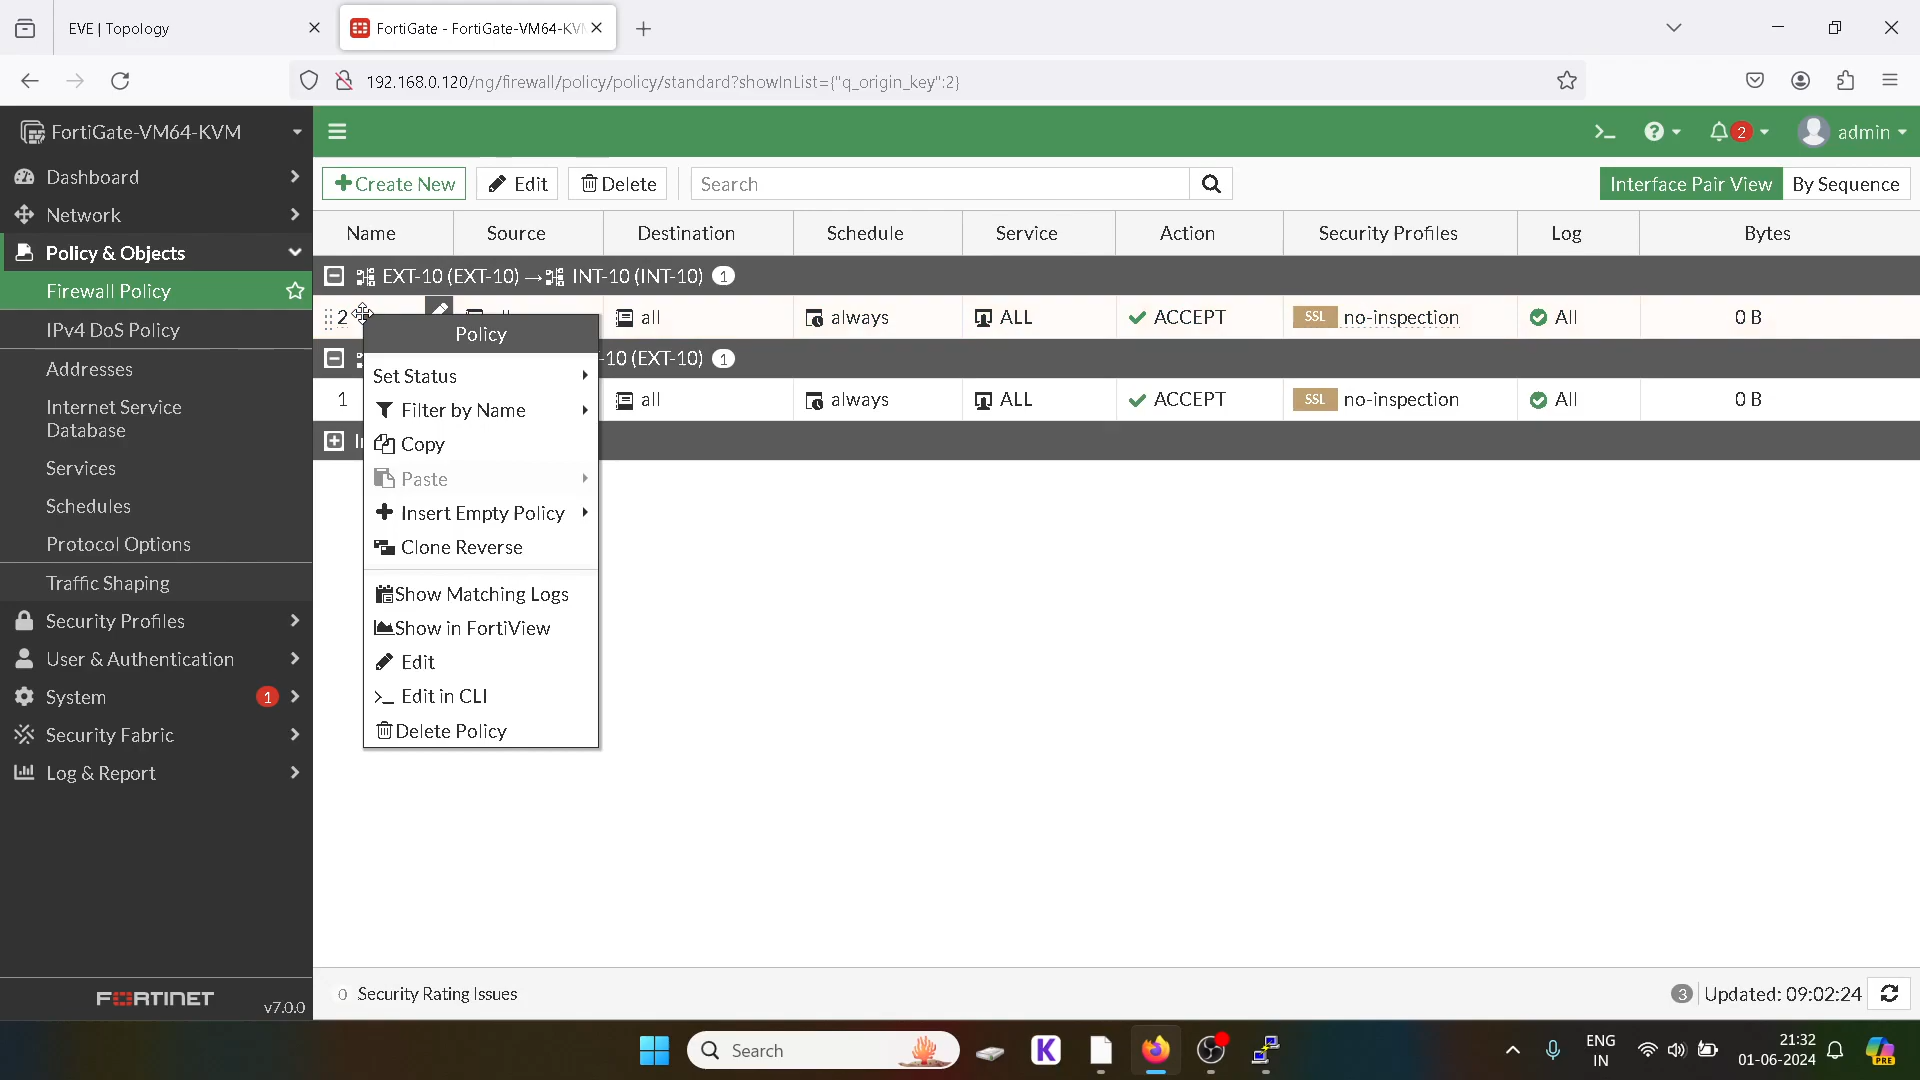 EVE | Topology
FortiGate - FortiGate-VM64-KV
192.168.0.120/ng/firewall/policy/policy/standard?showInList={"q_origin_key":2}
FortiGate-VM64-KVM
2
admin
Dashboard
Network
Policy & Objects
Firewall Policy
IPv4 DoS Policy
Addresses
Internet Service
Database
Services
Schedules
Protocol Options
Traffic Shaping
Security Profiles
User & Authentication
System 1
Security Fabric
Log & Report
FORTINET
v7.0.0
Create New Edit Delete Search Interface Pair View By Sequence
Name Source Destination Schedule Service Action Security Profiles Log Bytes
EXT-10 (EXT-10) → INT-10 (INT-10) 1
2 all always ALL ACCEPT SSL no-inspection All 0 B
-10 (EXT-10) 1
1 all always ALL ACCEPT SSL no-inspection All 0 B
Policy
Set Status
Filter by Name
Copy
Paste
Insert Empty Policy
Clone Reverse
Show Matching Logs
Show in FortiView
Edit
Edit in CLI
Delete Policy
0 Security Rating Issues
3 Updated: 09:02:24
Search
K
ENG
IN
21:32
01-06-2024
PRE